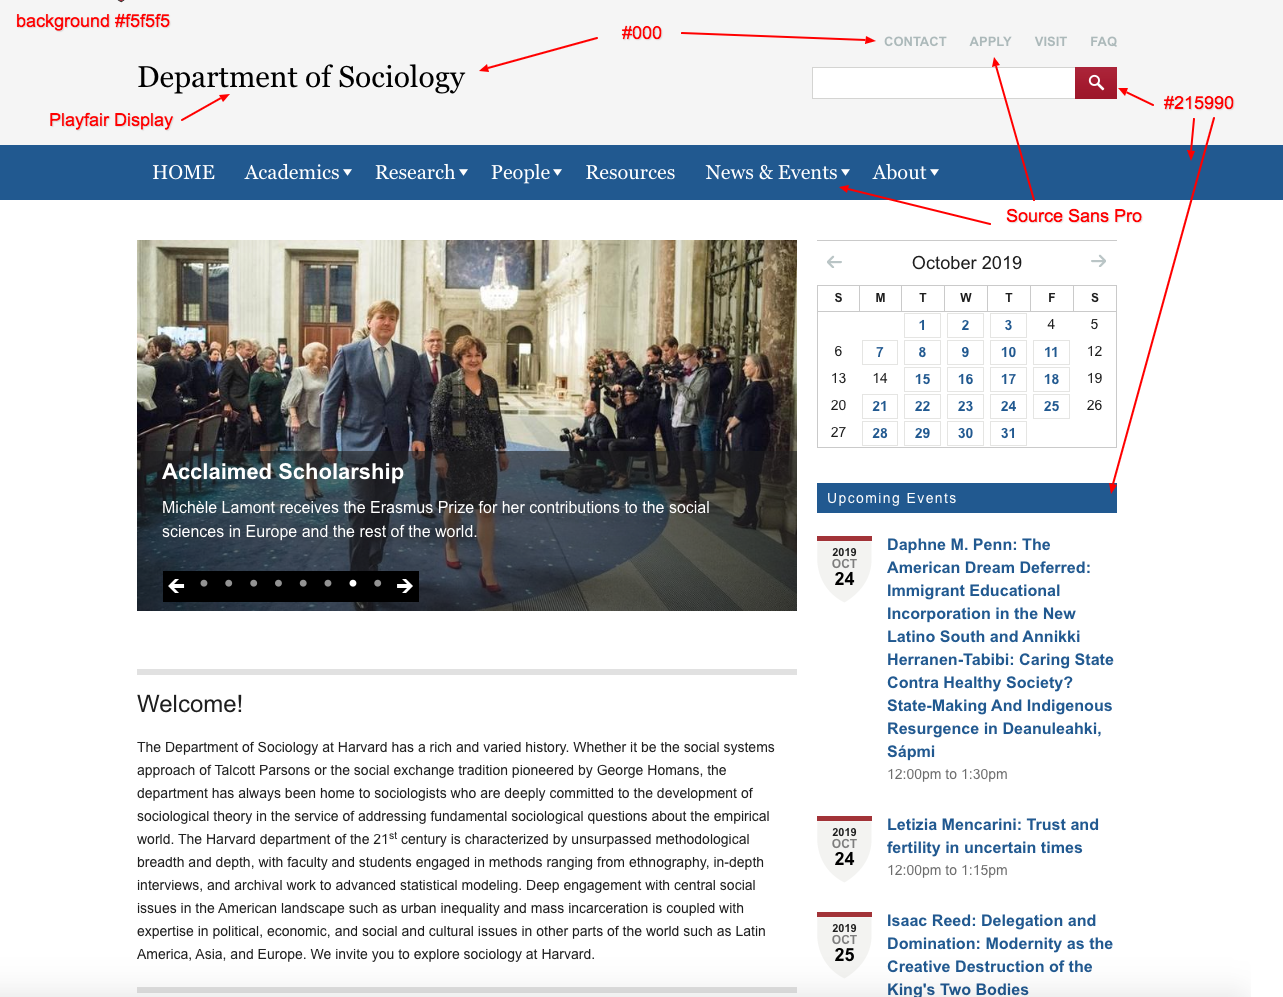 background #f5f5f5
#000
CONTACT APPLY VISIT FAQ
Department of Sociology
#215990
Playfair Display
HOME Academics Research People Resources News & Events About
Source Sans Pro
October 2019
S M T W T F S
1 2 3 4 5
6 7 8 9 10 11 12
13 14 15 16 17 18 19
20 21 22 23 24 25 26
27 28 29 30 31
Acclaimed Scholarship
Michèle Lamont receives the Erasmus Prize for her contributions to the social
sciences in Europe and the rest of the world.
Upcoming Events
2019
OCT
24
Daphne M. Penn: The
American Dream Deferred:
Immigrant Educational
Incorporation in the New
Latino South and Annikki
Herranen-Tabibi: Caring State
Contra Healthy Society?
State-Making And Indigenous
Resurgence in Deanuleahki,
Sápmi
12:00pm to 1:30pm
2019
OCT
24
Letizia Mencarini: Trust and
fertility in uncertain times
12:00pm to 1:15pm
2019
OCT
25
Isaac Reed: Delegation and
Domination: Modernity as the
Creative Destruction of the
King's Two Bodies
Welcome!
The Department of Sociology at Harvard has a rich and varied history. Whether it be the social systems
approach of Talcott Parsons or the social exchange tradition pioneered by George Homans, the
department has always been home to sociologists who are deeply committed to the development of
sociological theory in the service of addressing fundamental sociological questions about the empirical
world. The Harvard department of the 21st century is characterized by unsurpassed methodological
breadth and depth, with faculty and students engaged in methods ranging from ethnography, in-depth
interviews, and archival work to advanced statistical modeling. Deep engagement with central social
issues in the American landscape such as urban inequality and mass incarceration is coupled with
expertise in political, economic, and social and cultural issues in other parts of the world such as Latin
America, Asia, and Europe. We invite you to explore sociology at Harvard.